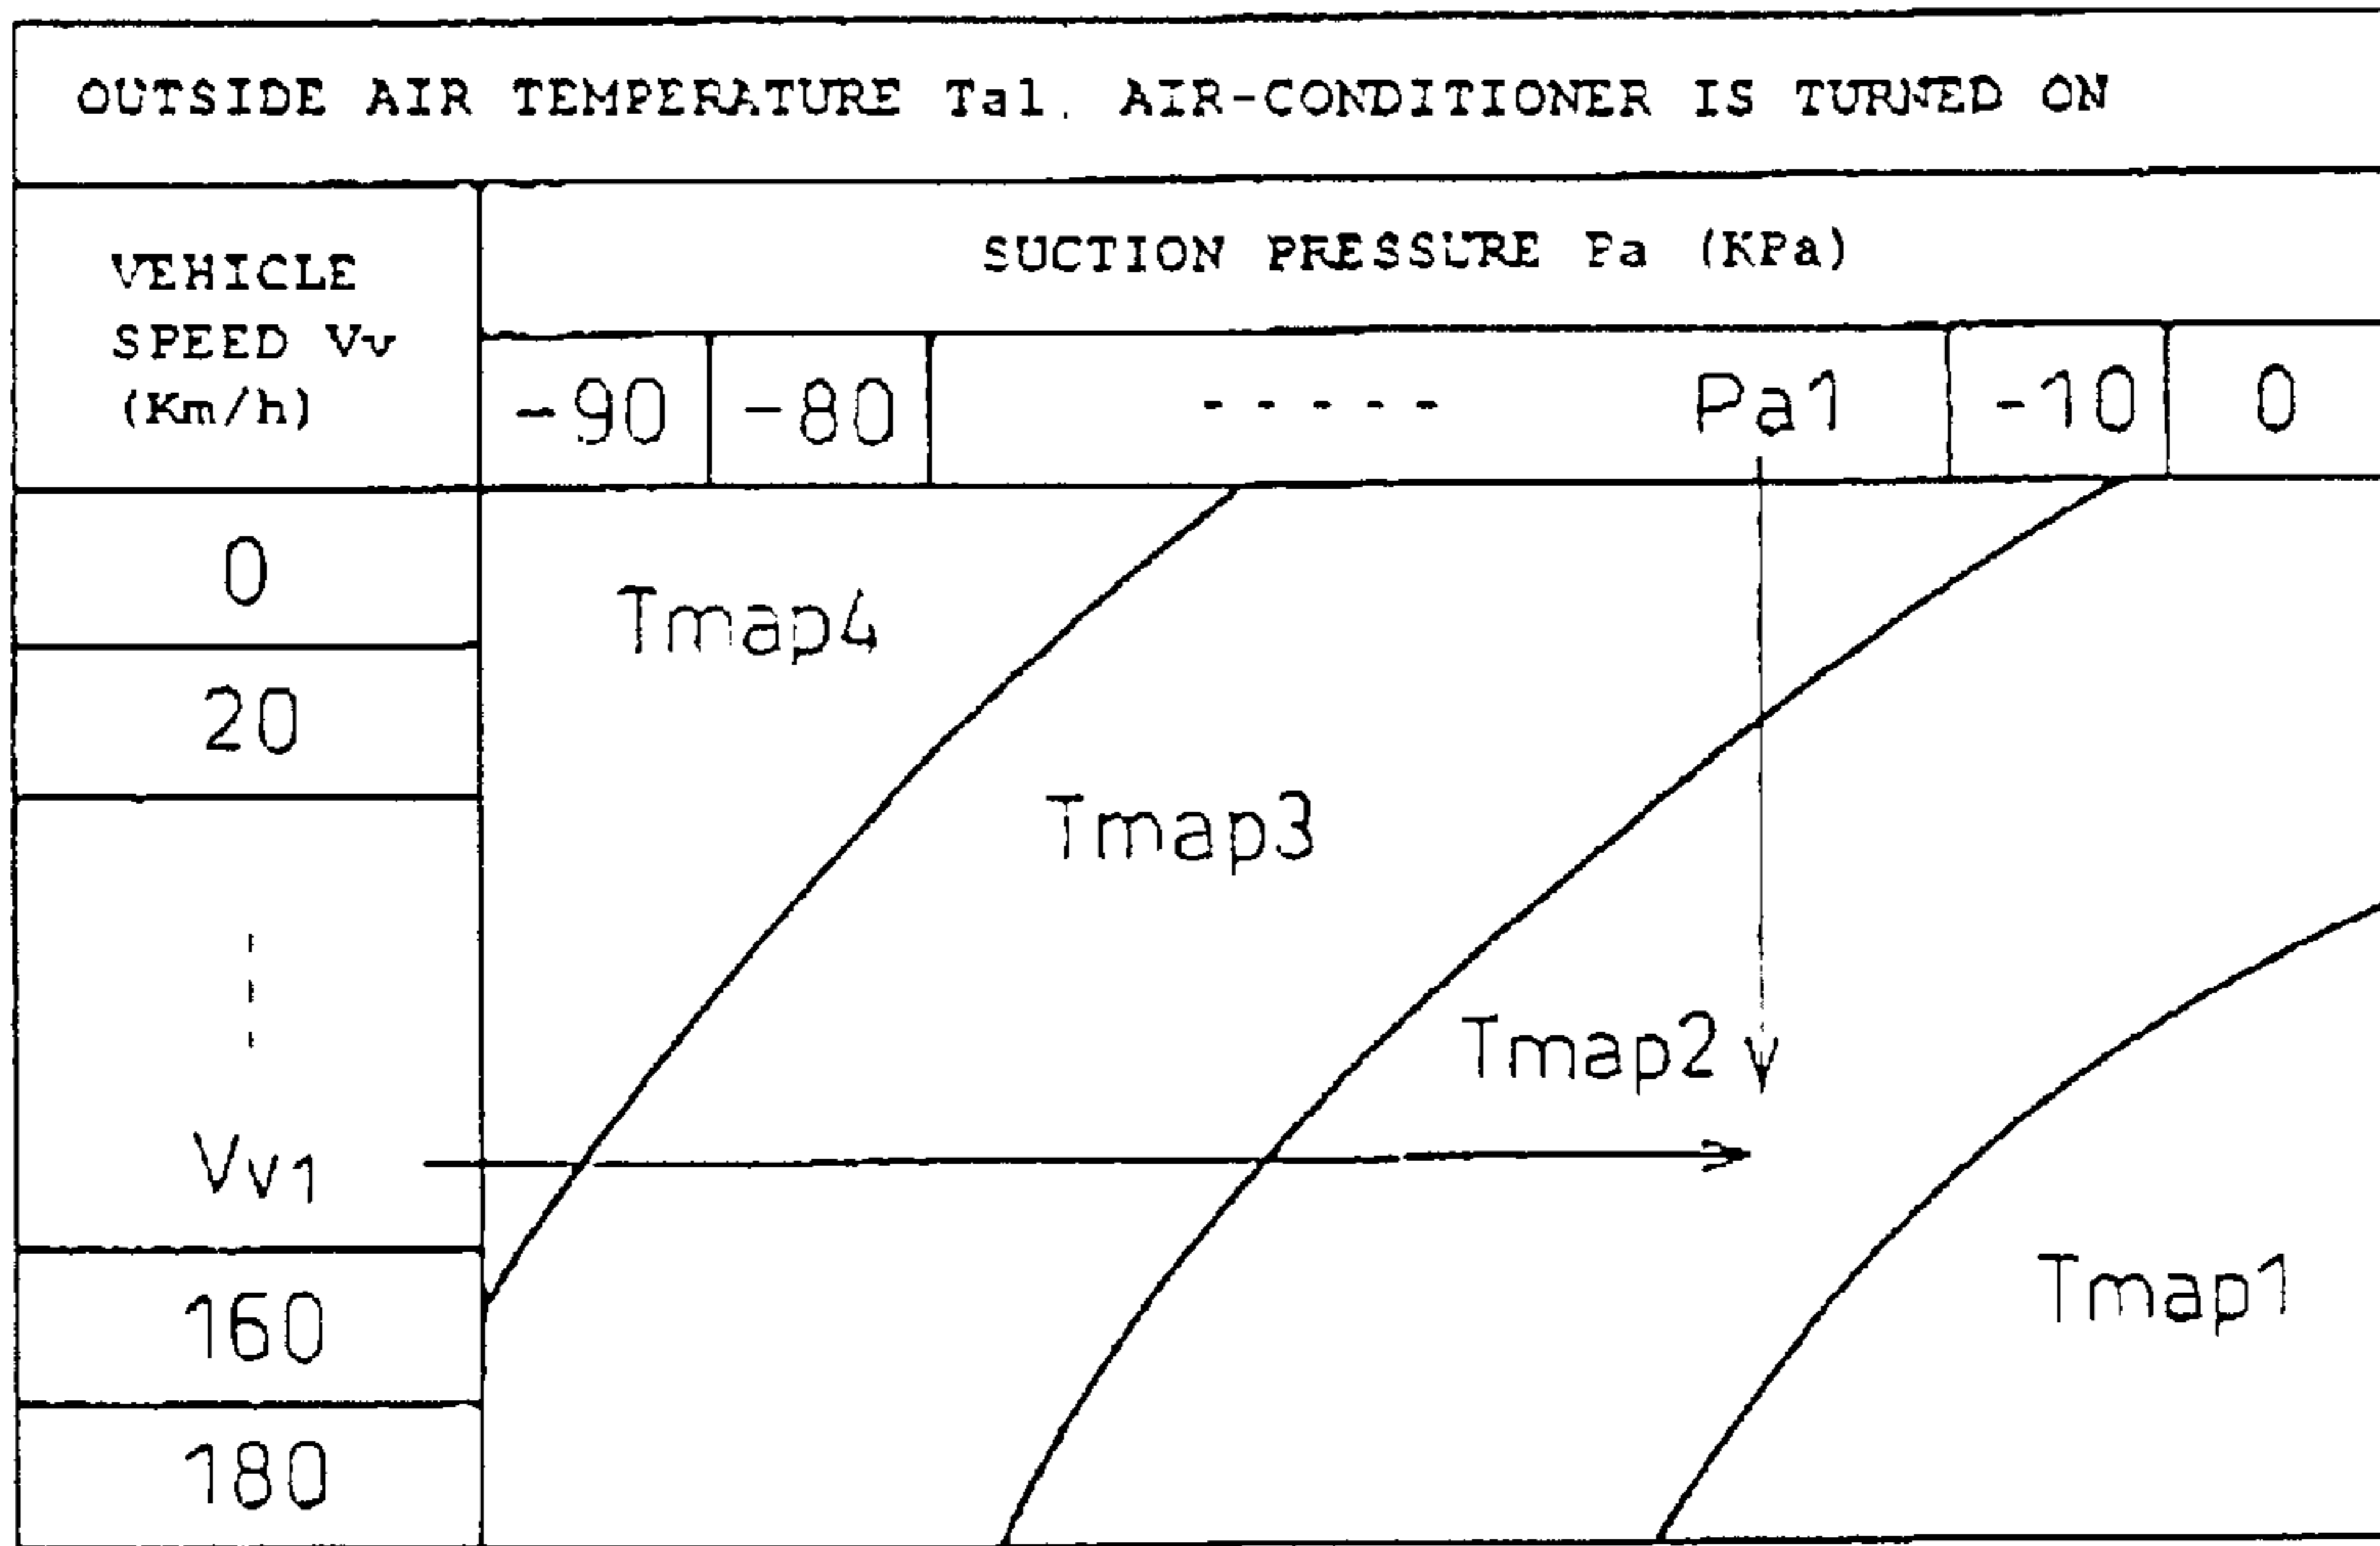 OUTSIDE AIR TEMPERATURE Ta1. AIR-CONDITIONER IS TURNED ON
VEHICLE
SPEED Vv
(Km/h)
SUCTION PRESSURE Pa (KPa)
-90 -80 ----- Pa1 -10 0
0
20
Vv1
160
180
Tmap4
Tmap3
Tmap2
Tmap1